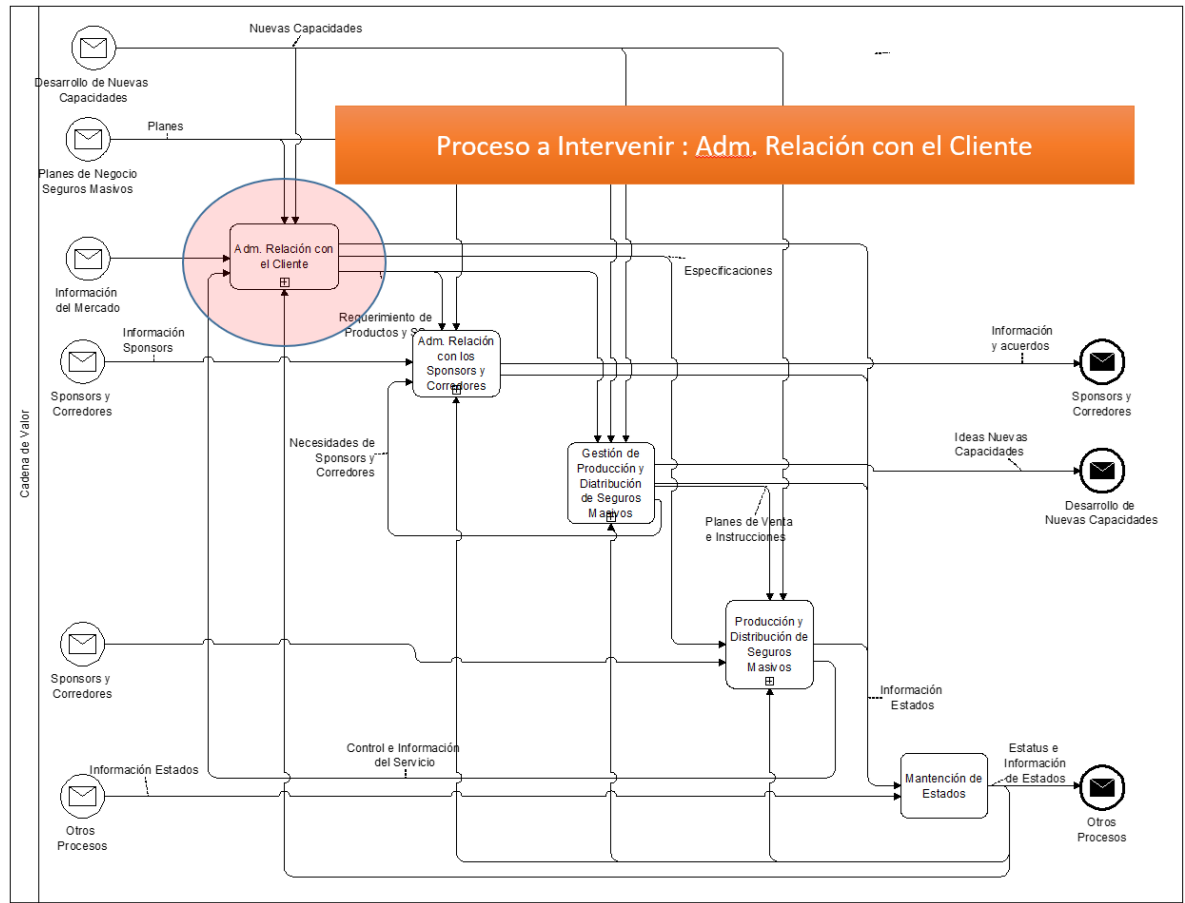 Nuevas Capacidades
Desarrollo de Nuevas
Capacidades
Planes
Planes de Negocio
Seguros Masivos
Proceso a Intervenir : Adm. Relación con el Cliente
Adm. Relación con
el Cliente
Información
del Mercado
Especificaciones
Requerimiento de
Productos y S
Información
Sponsors
Adm. Relación
con los
Sponsors y
Corredores
Información
y acuerdos
Sponsors y
Corredores
Sponsors y
Corredores
Cadena de Valor
Necesidades de
Sponsors y
Corredores
Gestión de
Producción y
Diatribución
de Seguros
Masivos
Ideas Nuevas
Capacidades
Desarrollo de
Nuevas Capacidades
Planes de Venta
e Instrucciones
Producción y
Distribución de
Seguros
Masivos
Sponsors y
Corredores
Información
Estados
Control e Información
del Servicio
Información Estados
Otros
Procesos
Mantención de
Estados
Estatus e
Información
de Estados
Otros
Procesos